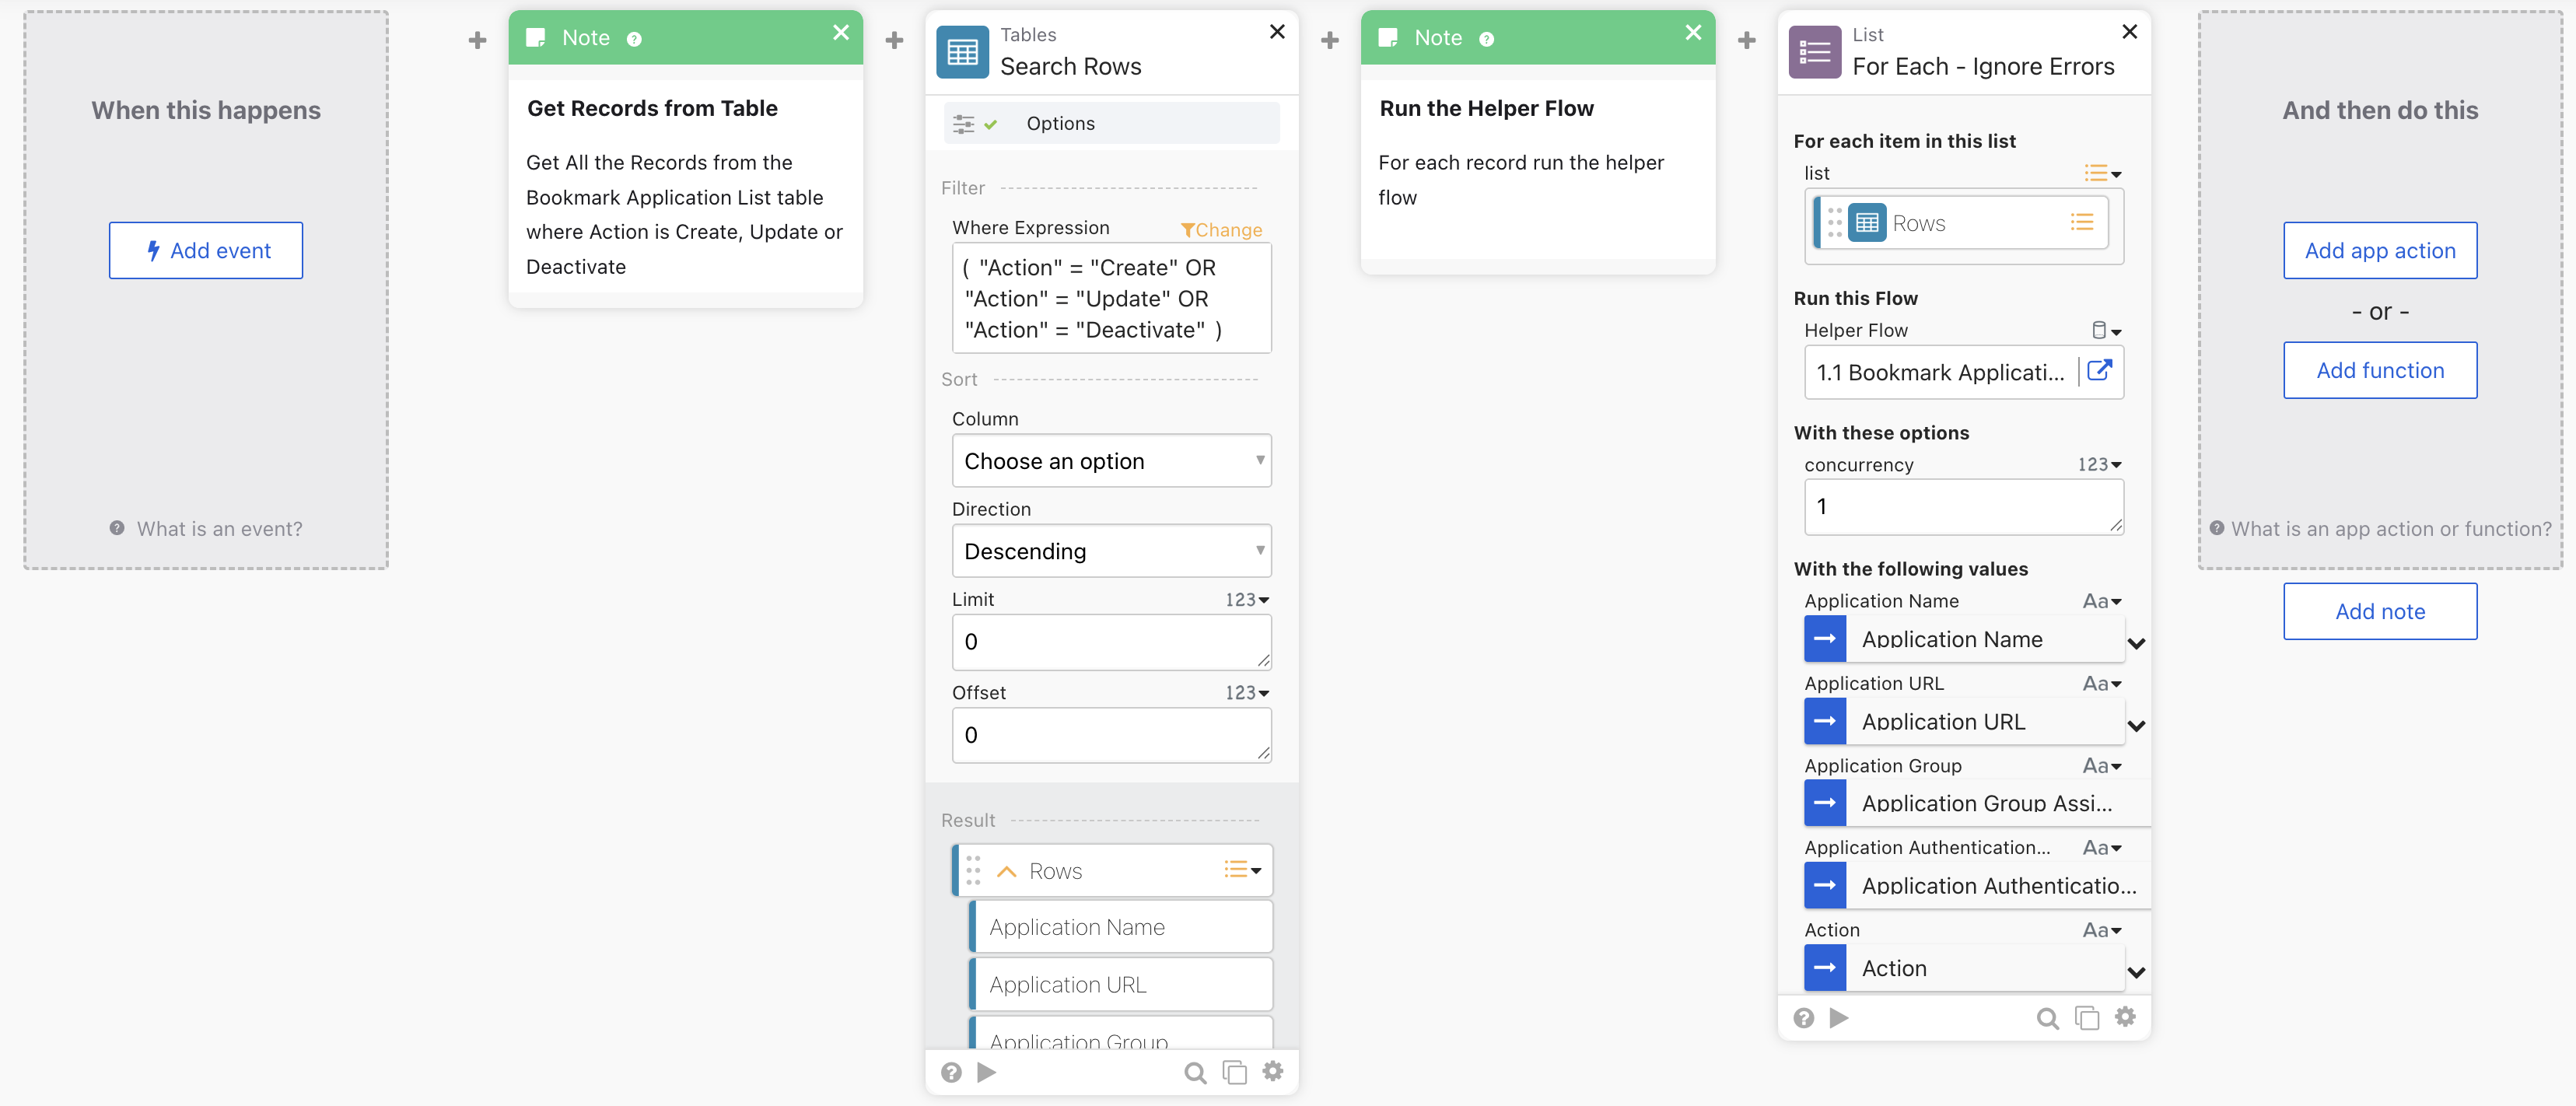 When this happens
Add event
What is an event?
Note
Get Records from Table
Get All the Records from the
Bookmark Application List table
where Action is Create, Update or
Deactivate
Tables
Search Rows
Options
Filter
Where Expression
Change
( "Action" = "Create" OR
"Action" = "Update" OR
"Action" = "Deactivate" )
Sort
Column
Choose an option
Direction
Descending
Limit
123
0
Offset
123
0
Result
Rows
Application Name
Application URL
Application Group
Note
Run the Helper Flow
For each record run the helper
flow
List
For Each - Ignore Errors
For each item in this list
list
Rows
Run this Flow
Helper Flow
1.1 Bookmark Applicati...
With these options
concurrency
123
1
With the following values
Application Name
Aa
Application Name
Application URL
Aa
Application URL
Application Group
Aa
Application Group Assi...
Application Authentication...
Aa
Application Authenticatio...
Action
Aa
Action
And then do this
Add app action
- or -
Add function
What is an app action or function?
Add note